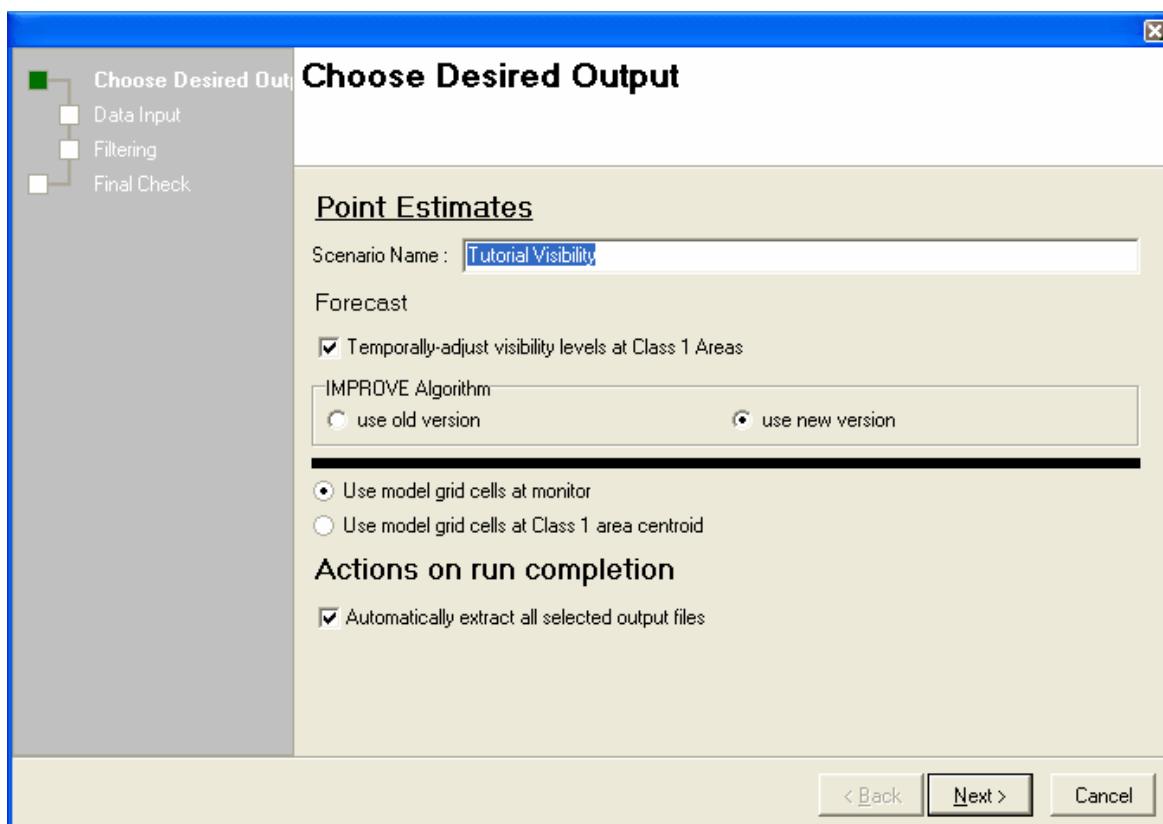 Choose Desired Out
Data Input
Filtering
Final Check
Choose Desired Output
Point Estimates
Scenario Name :
Tutorial Visibility
Forecast
Temporally-adjust visibility levels at Class 1 Areas
IMPROVE Algorithm
use old version
use new version
Use model grid cells at monitor
Use model grid cells at Class 1 area centroid
Actions on run completion
Automatically extract all selected output files
< Back
Next >
Cancel